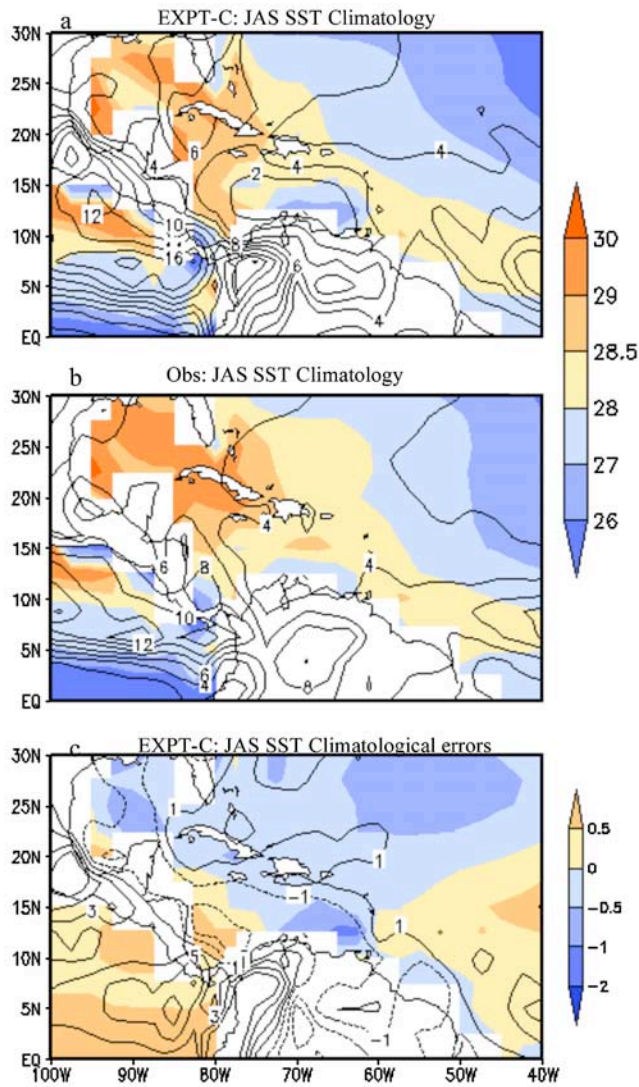 a
EXPT-C: JAS SST Climatology
30N
25N
20N
15N
10N
5N
EQ
6
4
4
4
2
12
10
16
8
6
4
30
29
28.5
28
27
26
b
Obs: JAS SST Climatology
30N
25N
20N
15N
10N
5N
EQ
4
4
6
8
10
12
6
4
8
c
EXPT-C: JAS SST Climatological errors
30N
25N
20N
15N
10N
5N
EQ
1
1
-1
1
3
5
1
3
-1
0.5
0
-0.5
-1
-2
100W 90W 80W 70W 60W 50W 40W